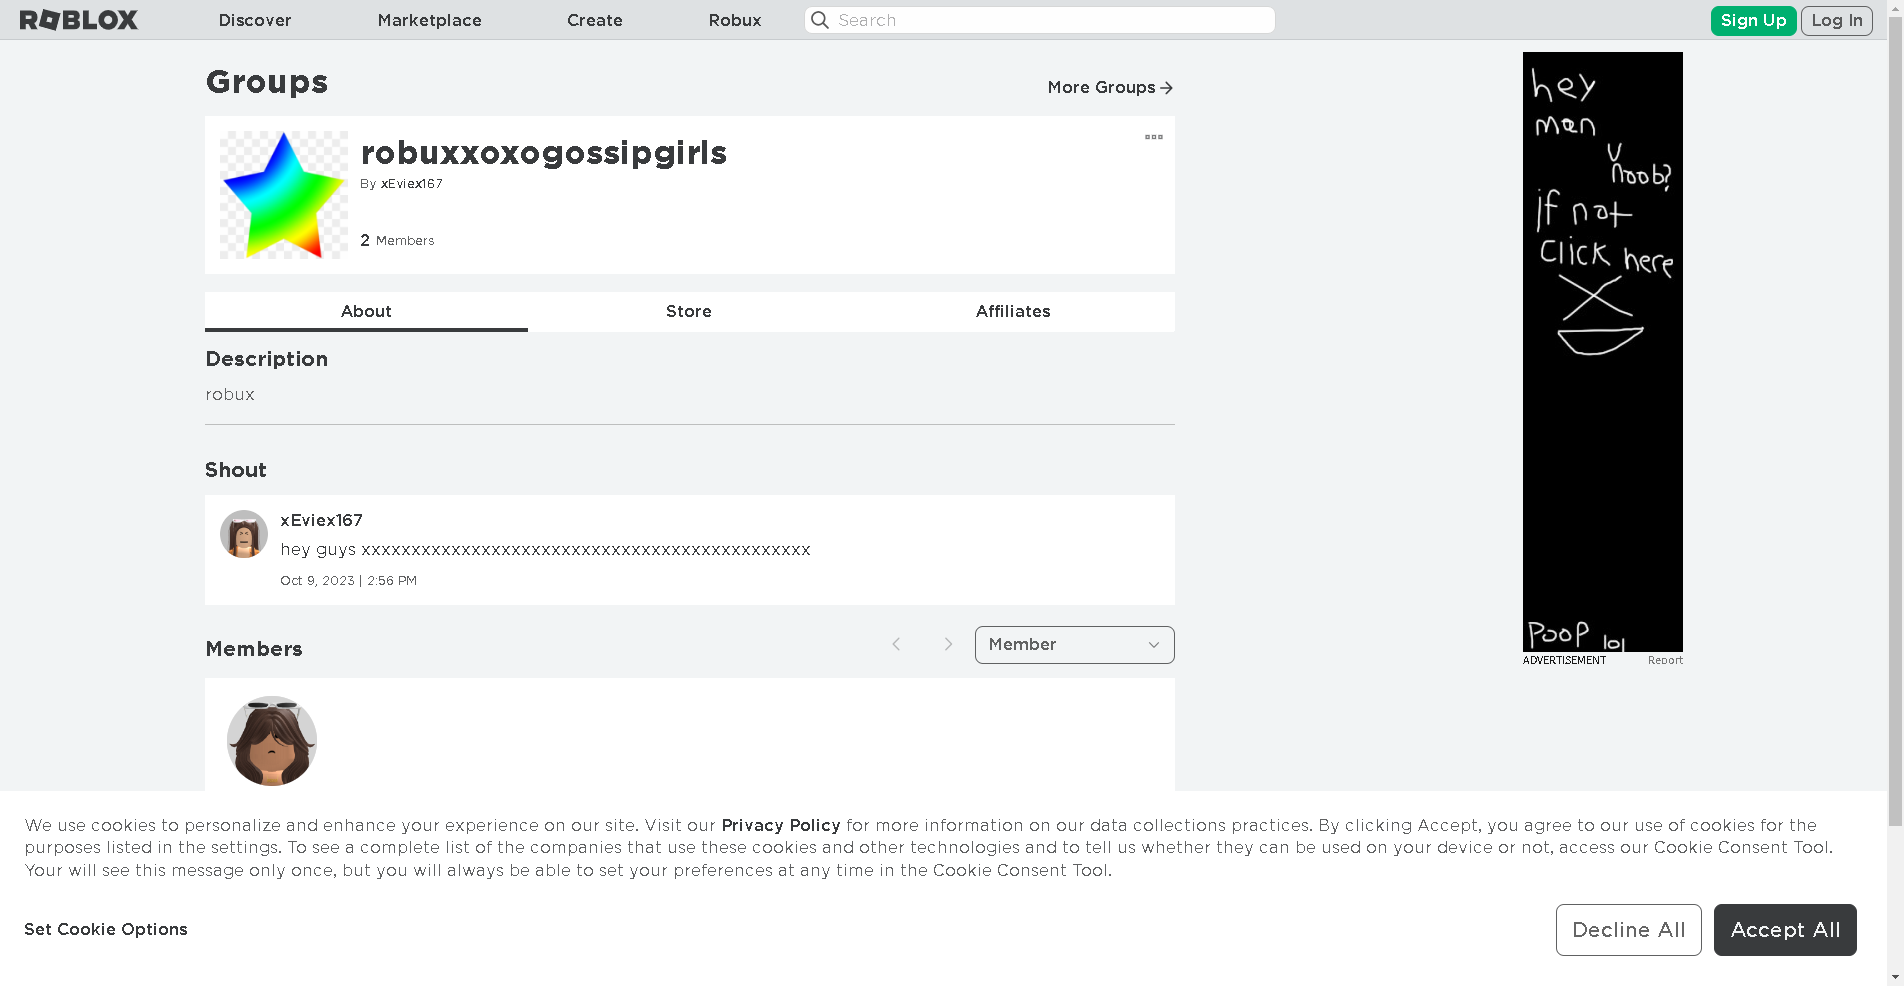 ROBLOX
Discover
Marketplace
Create
Robux
Search
Sign Up
Log In
Groups
More Groups
robuxxoxogossipgirls
By xEviex167
2 Members
About
Store
Affiliates
Description
robux
Shout
xEviex167
hey guys xxxxxxxxxxxxxxxxxxxxxxxxxxxxxxxxxxxxxxxxxxxxx
Oct 9, 2023 | 2:56 PM
Members
Member
hey
men
U
noob?
if not
click here
Poop lol
ADVERTISEMENT
Report
We use cookies to personalize and enhance your experience on our site. Visit our Privacy Policy for more information on our data collections practices. By clicking Accept, you agree to our use of cookies for the
purposes listed in the settings. To see a complete list of the companies that use these cookies and other technologies and to tell us whether they can be used on your device or not, access our Cookie Consent Tool.
Your will see this message only once, but you will always be able to set your preferences at any time in the Cookie Consent Tool.
Set Cookie Options
Decline All
Accept All